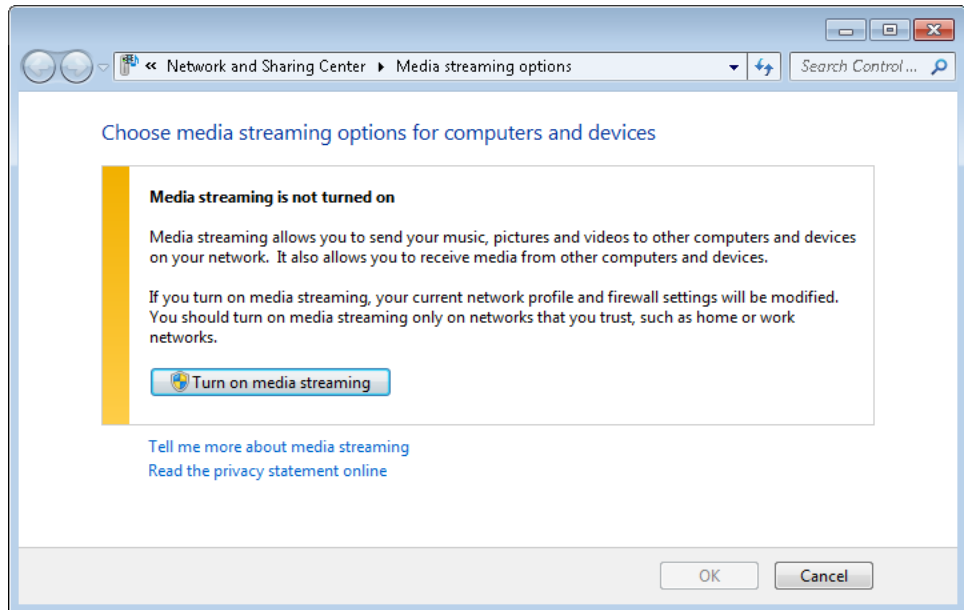 « Network and Sharing Center ▸ Media streaming options
Search Control ...
Choose media streaming options for computers and devices
Media streaming is not turned on
Media streaming allows you to send your music, pictures and videos to other computers and devices
on your network.  It also allows you to receive media from other computers and devices.
If you turn on media streaming, your current network profile and firewall settings will be modified.
You should turn on media streaming only on networks that you trust, such as home or work
networks.
Turn on media streaming
Tell me more about media streaming
Read the privacy statement online
OK
Cancel